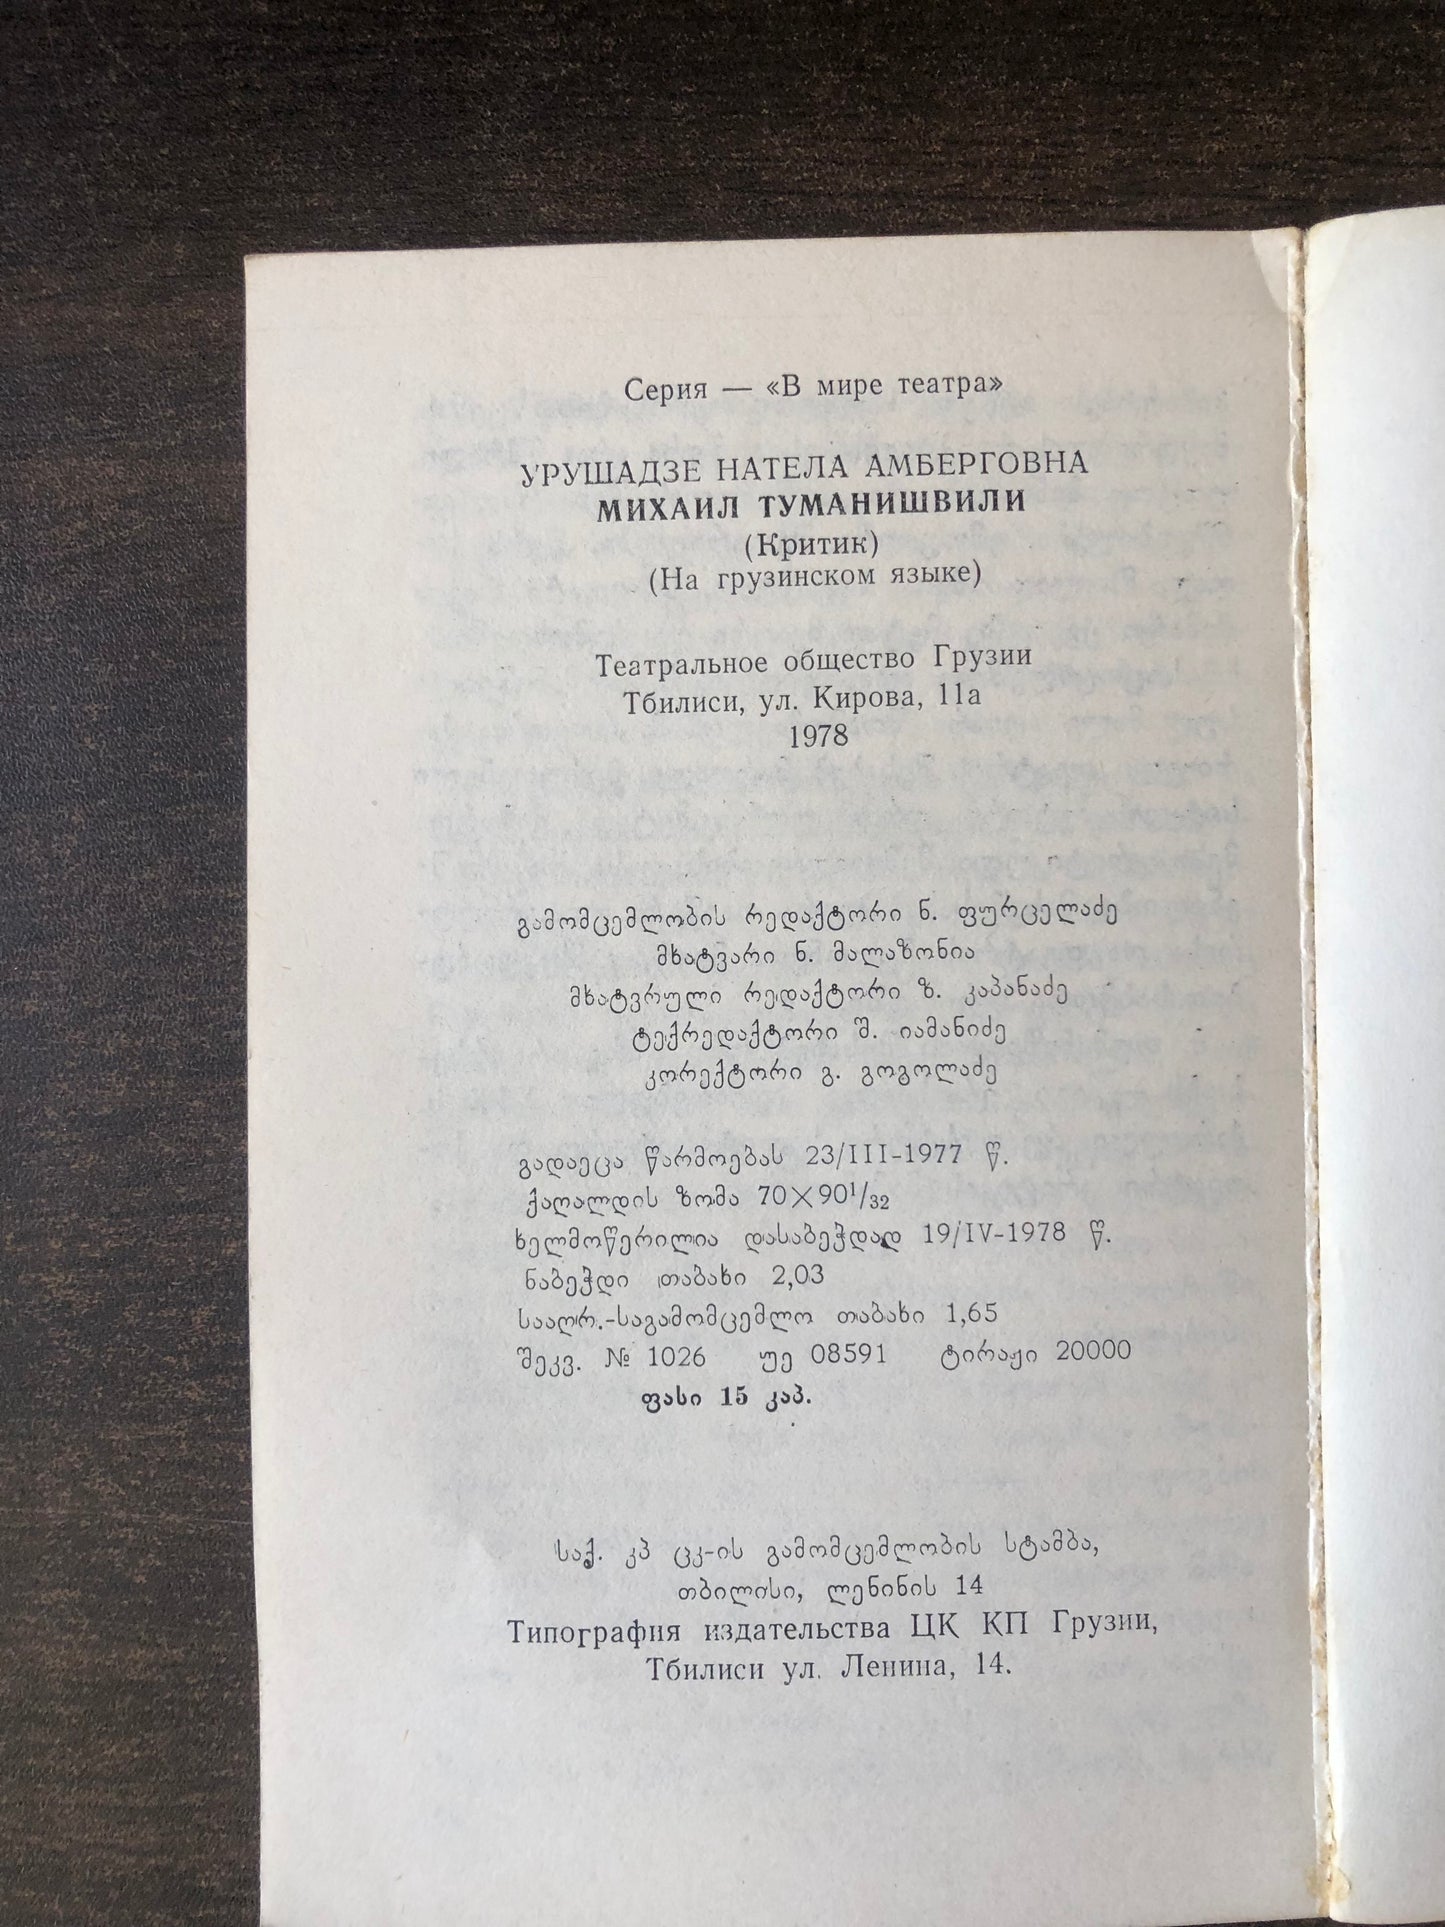 Серия — «В мире театра»
УРУШАДЗЕ НАТЕЛА АМБЕРГОВНА
МИХАИЛ ТУМАНИШВИЛИ
(Критик)
(На грузинском языке)
Театральное общество Грузии
Тбилиси, ул. Кирова, 11а
1978
გამომცემლობის რედაქტორი ნ. ფურცელაძე
მხატვარი ნ. მალაზონია
მხატვრული რედაქტორი ზ. კაპანაძე
ტექრედაქტორი შ. იამანიძე
კორექტორი გ. გოგოლაძე
გადაეცა წარმოებას 23/III-1977 წ.
ქაღალდის ზომა 70×90¹/₃₂
ხელმოწერილია დასაბეჭდად 19/IV-1978 წ.
ნაბეჭდი თაბახი 2,03
სააღრ.-საგამომცემლო თაბახი 1,65
შეკვ. № 1026 უე 08591 ტირაჟი 20000
ფასი 15 კაპ.
საქ. კპ ცკ-ის გამომცემლობის სტამბა,
თბილისი, ლენინის 14
Типография издательства ЦК КП Грузии,
Тбилиси ул. Ленина, 14.